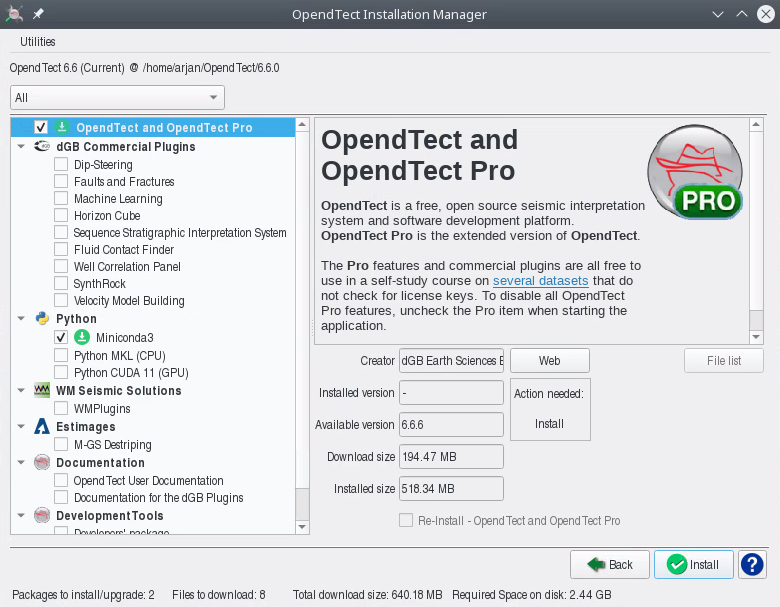 OpendTect Installation Manager
Utilities
OpendTect 6.6 (Current) @ /home/arjan/OpendTect/6.6.0
All
OpendTect and OpendTect Pro
dGB Commercial Plugins
Dip-Steering
Faults and Fractures
Machine Learning
Horizon Cube
Sequence Stratigraphic Interpretation System
Fluid Contact Finder
Well Correlation Panel
SynthRock
Velocity Model Building
Python
Miniconda3
Python MKL (CPU)
Python CUDA 11 (GPU)
WM Seismic Solutions
WMPlugins
Estimages
M-GS Destriping
Documentation
OpendTect User Documentation
Documentation for the dGB Plugins
DevelopmentTools
Developers' package
OpendTect and
OpendTect Pro
PRO
OpendTect is a free, open source seismic interpretation
system and software development platform.
OpendTect Pro is the extended version of OpendTect.
The Pro features and commercial plugins are all free to
use in a self-study course on several datasets that do
not check for license keys. To disable all OpendTect
Pro features, uncheck the Pro item when starting the
application.
Creator dGB Earth Sciences B Web File list
Installed version - Action needed:
Available version 6.6.6 Install
Download size 194.47 MB
Installed size 518.34 MB
Re-Install - OpendTect and OpendTect Pro
Back Install ?
Packages to install/upgrade: 2 Files to download: 8 Total download size: 640.18 MB Required Space on disk: 2.44 GB